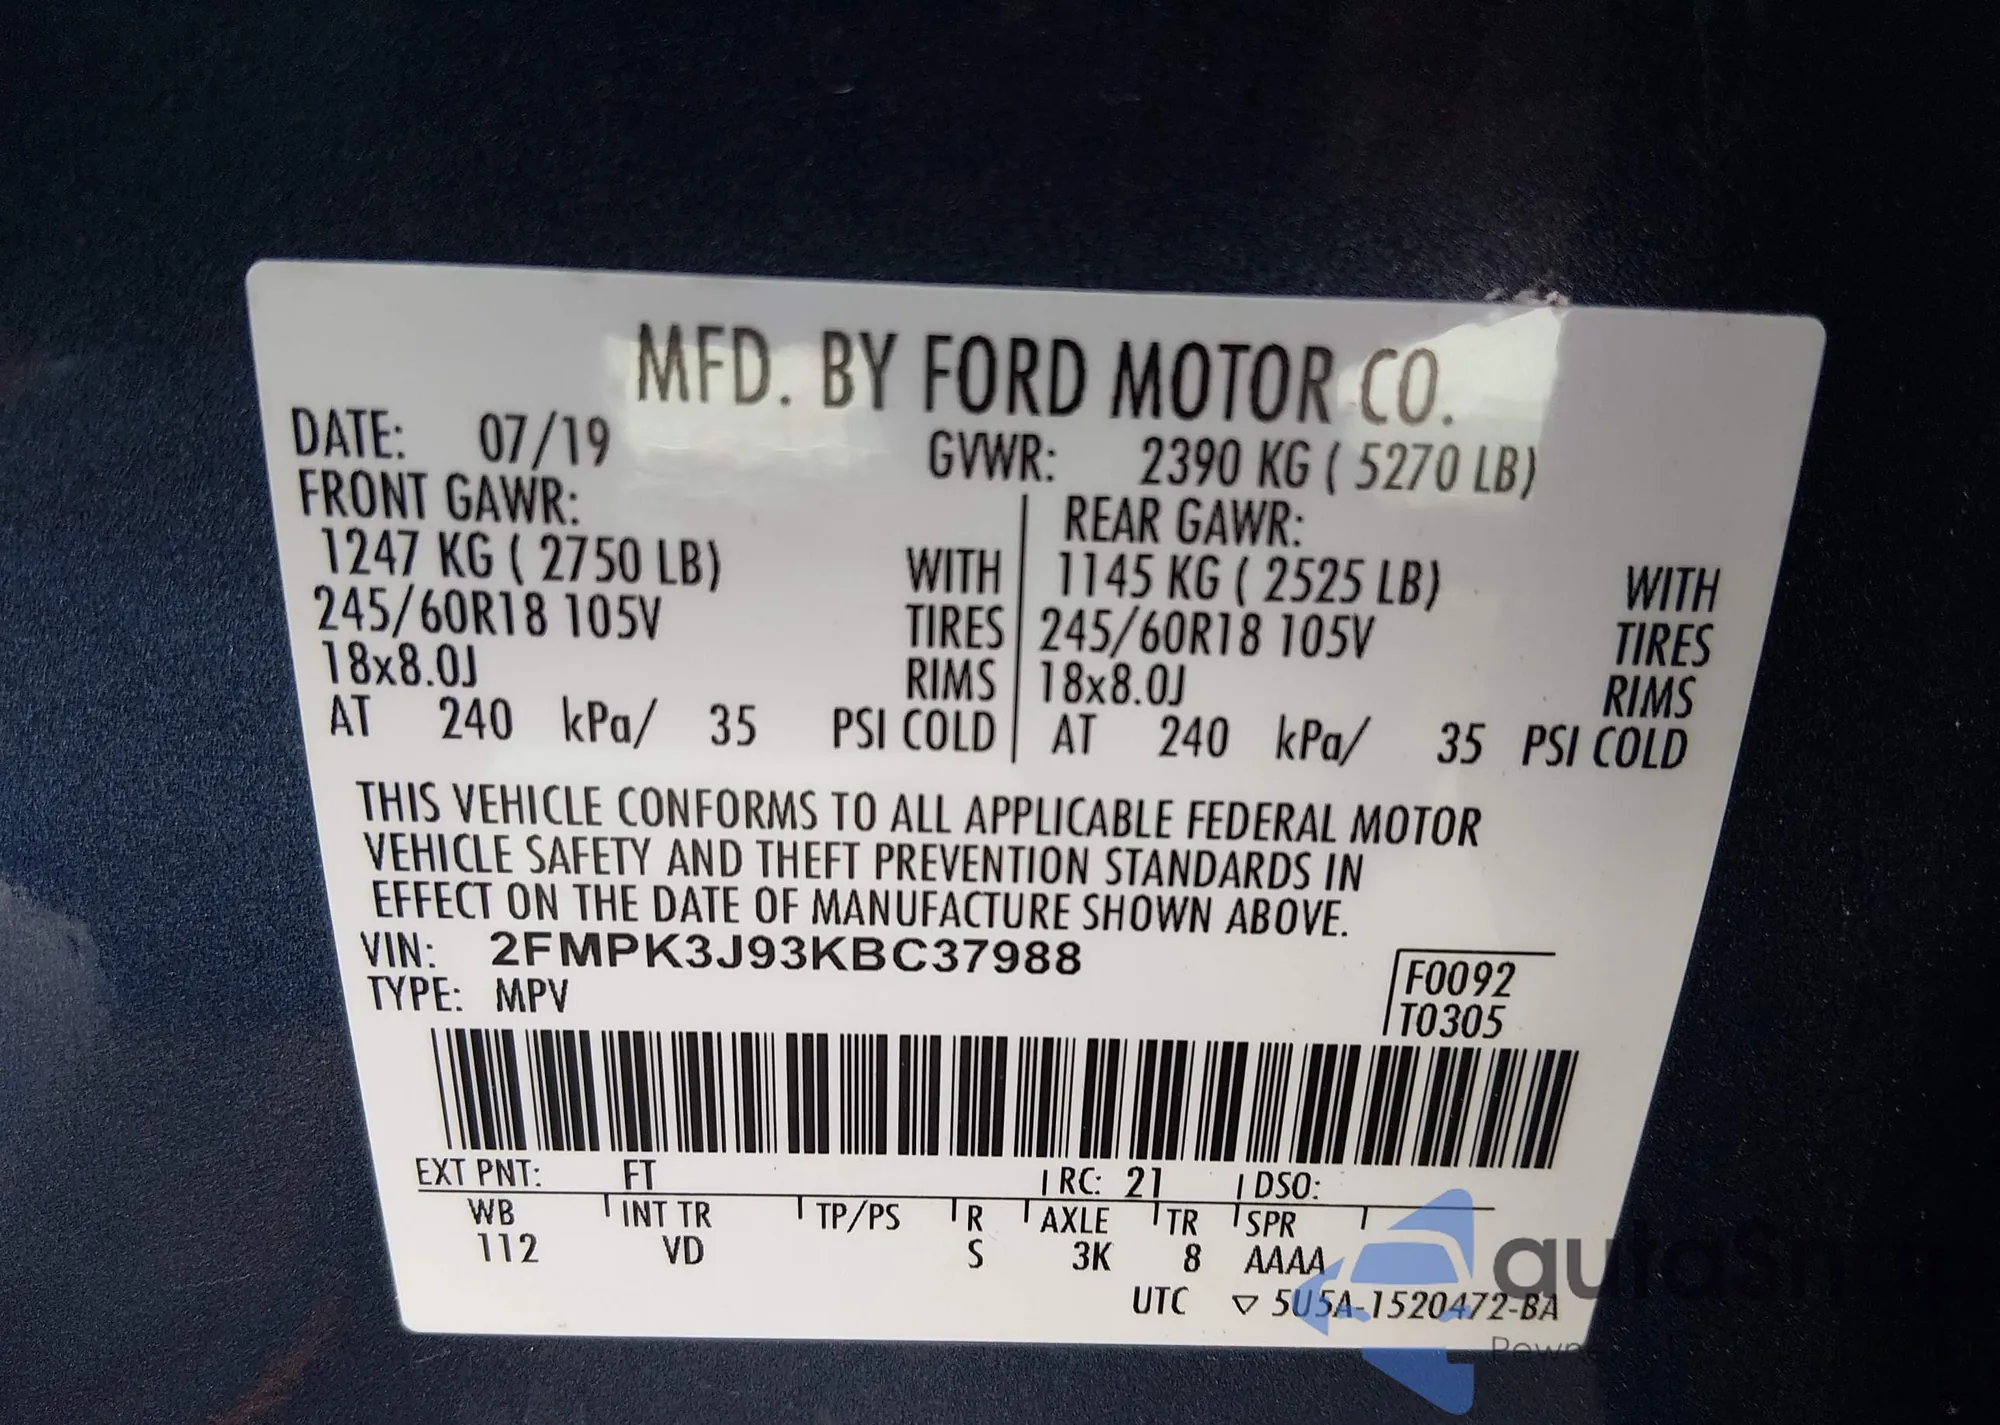 MFD. BY FORD MOTOR CO.
DATE: 07/19 GVWR: 2390 KG ( 5270 LB)
FRONT GAWR: REAR GAWR:
1247 KG ( 2750 LB) WITH 1145 KG ( 2525 LB) WITH
245/60R18 105V TIRES 245/60R18 105V TIRES
18x8.0J RIMS 18x8.0J RIMS
AT 240 kPa/ 35 PSI COLD AT 240 kPa/ 35 PSI COLD
THIS VEHICLE CONFORMS TO ALL APPLICABLE FEDERAL MOTOR
VEHICLE SAFETY AND THEFT PREVENTION STANDARDS IN
EFFECT ON THE DATE OF MANUFACTURE SHOWN ABOVE.
VIN: 2FMPK3J93KBC37988
TYPE: MPV
F0092
T0305
EXT PNT: FT RC: 21 DSO:
WB INT TR TP/PS R AXLE TR SPR
112 VD S 3K 8 AAAA
UTC ▽ 5U5A-1520472-BA